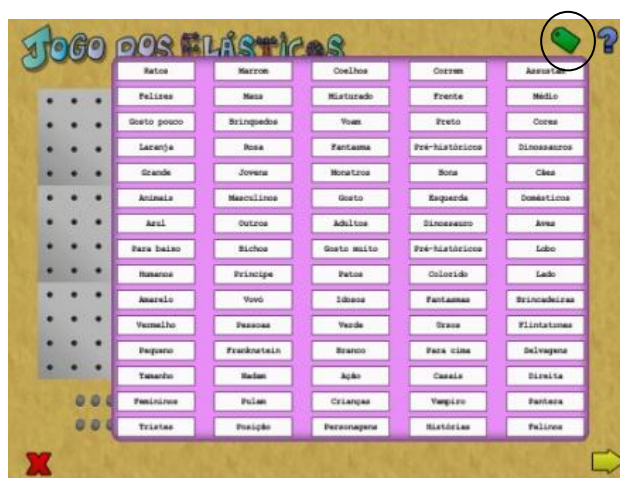 JOGO DOS ELÁSTICOS
Ratos Marrom Coelhos Correm Assustam
Felizes Maus Misturado Frente Médio
Gosto pouco Brinquedos Voam Preto Cores
Laranja Rosa Fantasma Pré-históricos Dinossauros
Grande Jovens Monstros Bons Cães
Animais Masculinos Gosto Esquerda Domésticos
Azul Outros Adultos Dinossauro Aves
Para baixo Bichos Gosto muito Pré-históricos Lobo
Humanos Príncipe Patos Colorido Lado
Amarelo Vovó Idosos Fantasmas Brincadeiras
Vermelho Pessoas Verde Ursos Flintstones
Pequeno Franknstein Branco Para cima Selvagens
Tamanho Nadam Ação Casais Direita
Femininos Pulam Crianças Vampiro Pantera
Tristes Posição Personagens Histórias Felinos